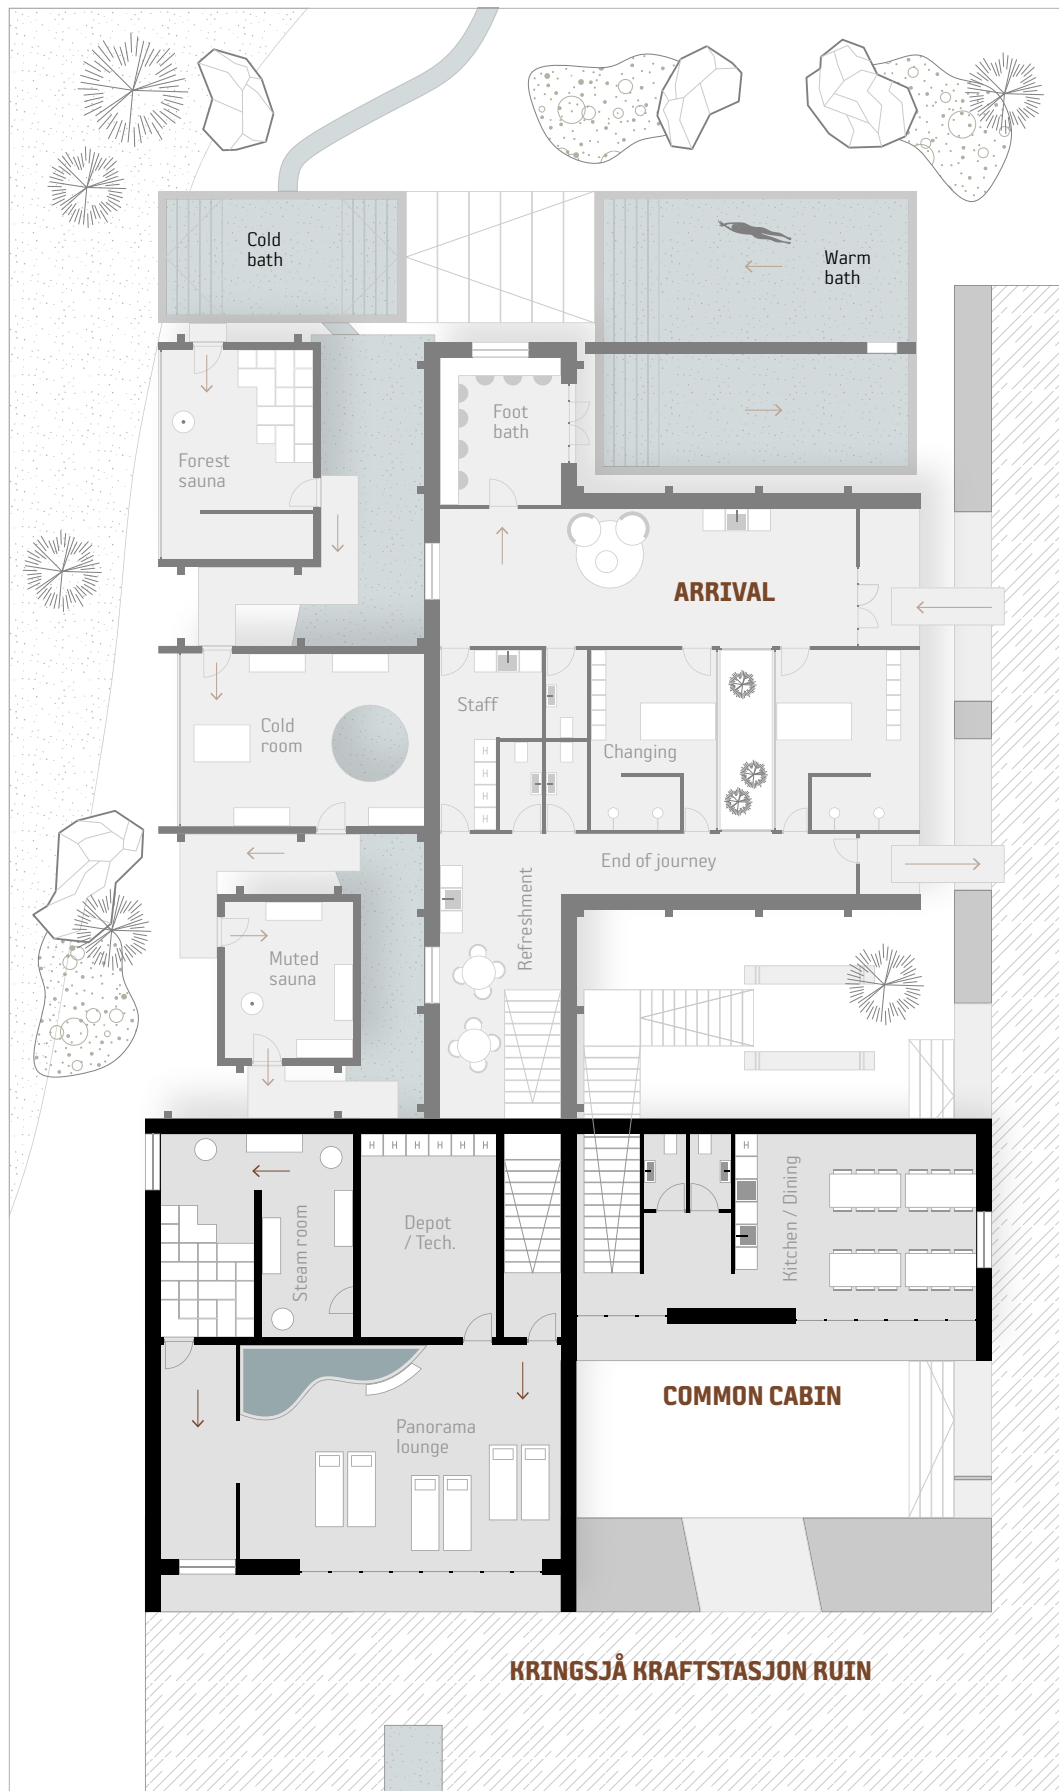 Cold
bath
Warm
bath
Foot
bath
Forest
sauna
ARRIVAL
Staff
Cold
room
Changing
H
H
H
H
End of journey
Refreshment
Muted
sauna
H H H H H H
H
Kitchen / Dining
Depot
/ Tech.
Steam room
COMMON CABIN
Panorama
lounge
KRINGSJÅ KRAFTSTASJON RUIN